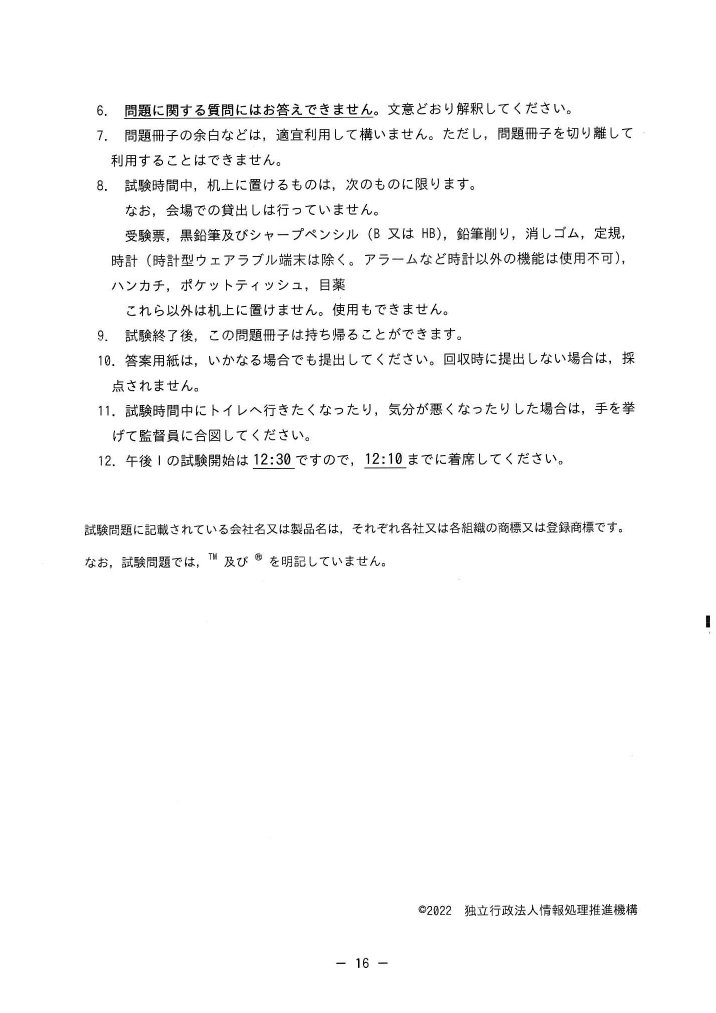 6. 問題に関する質問にはお答えできません。文意どおり解釈してください。
7. 問題冊子の余白などは，適宜利用して構いません。ただし，問題冊子を切り離して
利用することはできません。
8. 試験時間中，机上に置けるものは，次のものに限ります。
なお，会場での貸出しは行っていません。
受験票，黒鉛筆及びシャープペンシル（B 又は HB），鉛筆削り，消しゴム，定規，
時計（時計型ウェアラブル端末は除く。アラームなど時計以外の機能は使用不可），
ハンカチ，ポケットティッシュ，目薬
これら以外は机上に置けません。使用もできません。
9. 試験終了後，この問題冊子は持ち帰ることができます。
10. 答案用紙は，いかなる場合でも提出してください。回収時に提出しない場合は，採
点されません。
11. 試験時間中にトイレへ行きたくなったり，気分が悪くなったりした場合は，手を挙
げて監督員に合図してください。
12. 午後Ⅰの試験開始は 12:30 ですので，12:10 までに着席してください。
試験問題に記載されている会社名又は製品名は，それぞれ各社又は各組織の商標又は登録商標です。
なお，試験問題では，™ 及び ® を明記していません。
©2022 独立行政法人情報処理推進機構
－ 16 －